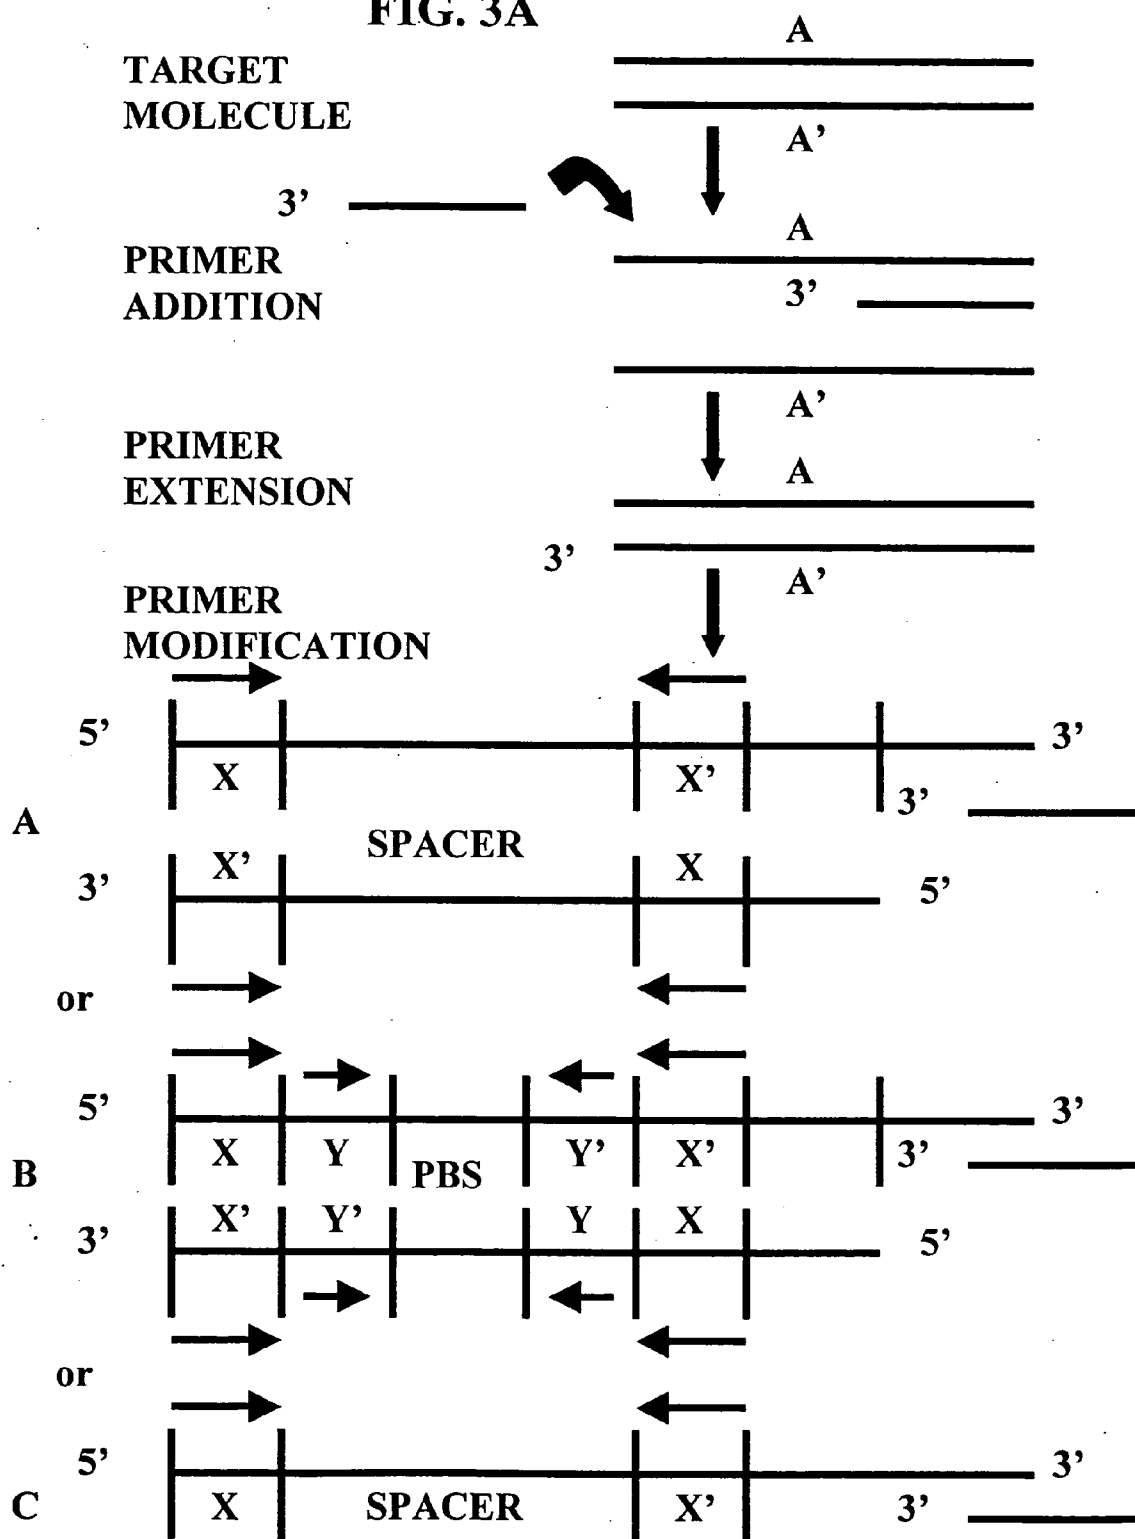 FIG. 3A
A
TARGET
MOLECULE
A’
3’
A
PRIMER
ADDITION
3’
A’
PRIMER
EXTENSION
A
3’
A’
PRIMER
MODIFICATION
5’ 3’
X X’
3’
A
SPACER
X’ X
3’ 5’
or
5’ 3’
X Y Y’ X’ 3’
B PBS
X’ Y’ Y X
3’ 5’
or
5’ 3’
C X SPACER X’ 3’